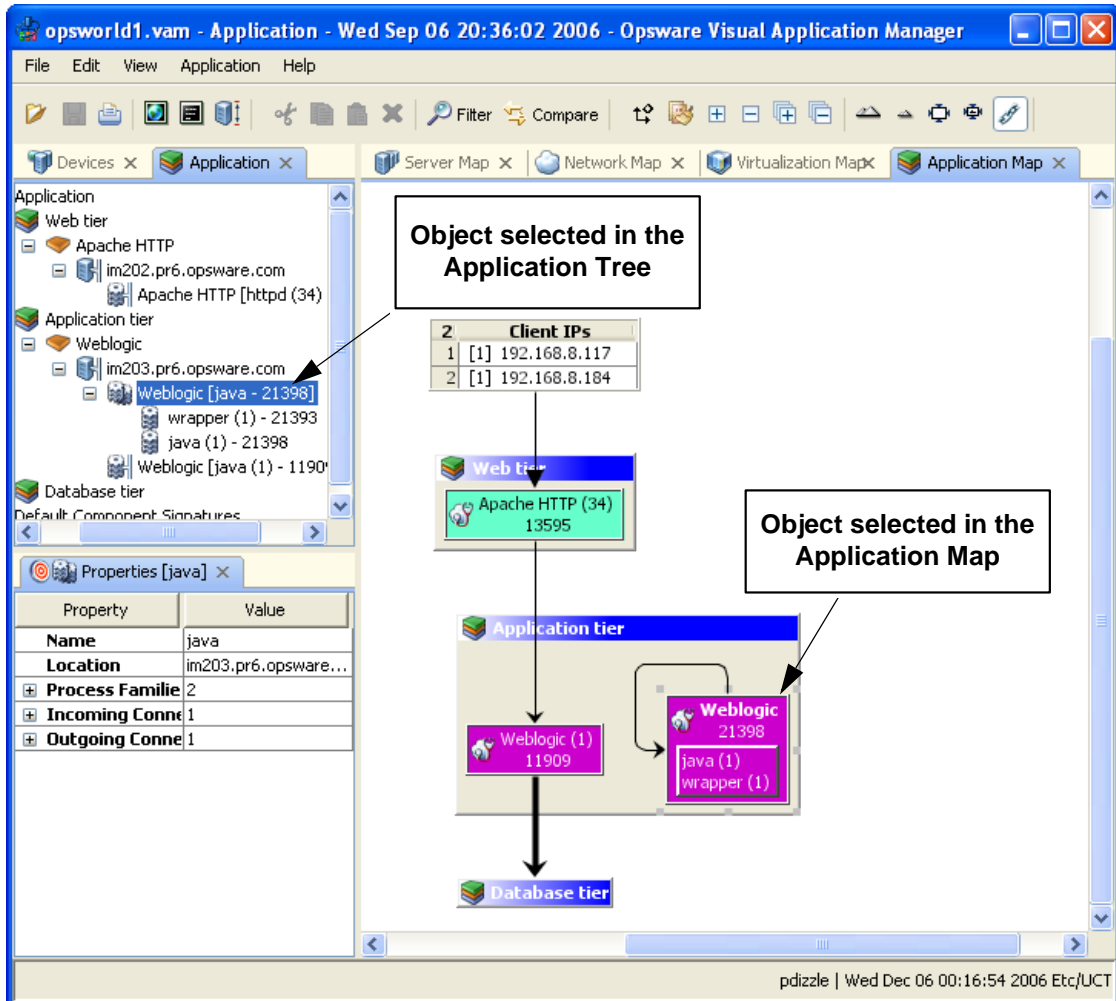 opsworld1.vam - Application - Wed Sep 06 20:36:02 2006 - Opsware Visual Application Manager
File Edit View Application Help
Filter Compare
Devices Application
Server Map Network Map Virtualization Map Application Map
Application
Web tier
Apache HTTP
im202.pr6.opsware.com
Apache HTTP [httpd (34)
Application tier
Weblogic
im203.pr6.opsware.com
Weblogic [java - 21398]
wrapper (1) - 21393
java (1) - 21398
Weblogic [java (1) - 1190
Database tier
Default Component Signatures
Properties [java]
Property Value
Name java
Location im203.pr6.opsware...
Process Familie 2
Incoming Conne 1
Outgoing Conne 1
Object selected in the
Application Tree
2 Client IPs
1 [1] 192.168.8.117
2 [1] 192.168.8.184
Web tier
Apache HTTP (34)
13595
Object selected in the
Application Map
Application tier
Weblogic (1)
11909
Weblogic
21398
java (1)
wrapper (1)
Database tier
pdizzle | Wed Dec 06 00:16:54 2006 Etc/UCT